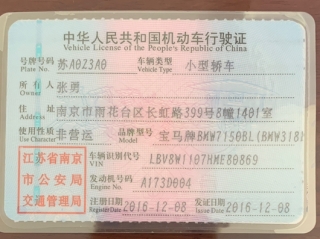 中华人民共和国机动车行驶证
Vehicle License of the People's Republic of China
号牌号码 苏A0Z3A0 车辆类型 小型轿车
Plate No. Vehicle Type
所有人 张勇
Owner
住址 南京市雨花台区长虹路399号8幢1401室
Address
使用性质 非营运 品牌型号 宝马牌BMW7150BL(BMW318)
Use Character Model
江苏省南京
市公安局
交通管理局
车辆识别代号 LBV8W1107HME80869
VIN
发动机号码 A173D004
Engine No.
注册日期 2016-12-08 发证日期 2016-12-08
Register Date Issue Date